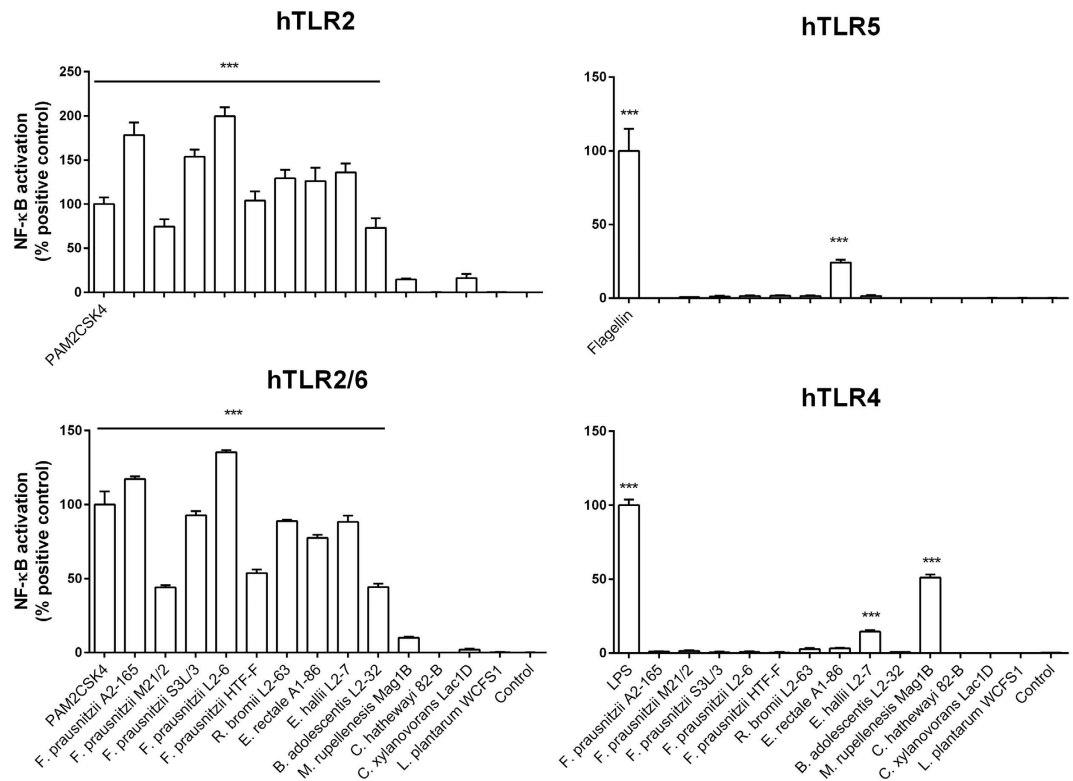 hTLR2
***
250
200
150
100
50
0
NF-κB activation
(% positive control)
PAM2CSK4
hTLR5
150
100
50
0
***
***
Flagellin
hTLR2/6
***
150
100
50
0
NF-κB activation
(% positive control)
PAM2CSK4
F. prausnitzii A2-165
F. prausnitzii M21/2
F. prausnitzii S3L/3
F. prausnitzii L2-6
F. prausnitzii HTF-F
R. bromii L2-63
E. rectale A1-86
E. hallii L2-7
B. adolescentis L2-32
M. rupellenesis Mag1B
C. hathewayi 82-B
C. xylanovorans Lac1D
L. plantarum WCFS1
Control
hTLR4
150
100
50
0
***
***
***
LPS
F. prausnitzii A2-165
F. prausnitzii M21/2
F. prausnitzii S3L/3
F. prausnitzii L2-6
F. prausnitzii HTF-F
R. bromii L2-63
E. rectale A1-86
E. hallii L2-7
B. adolescentis L2-32
M. rupellenesis Mag1B
C. hathewayi 82-B
C. xylanovorans Lac1D
L. plantarum WCFS1
Control